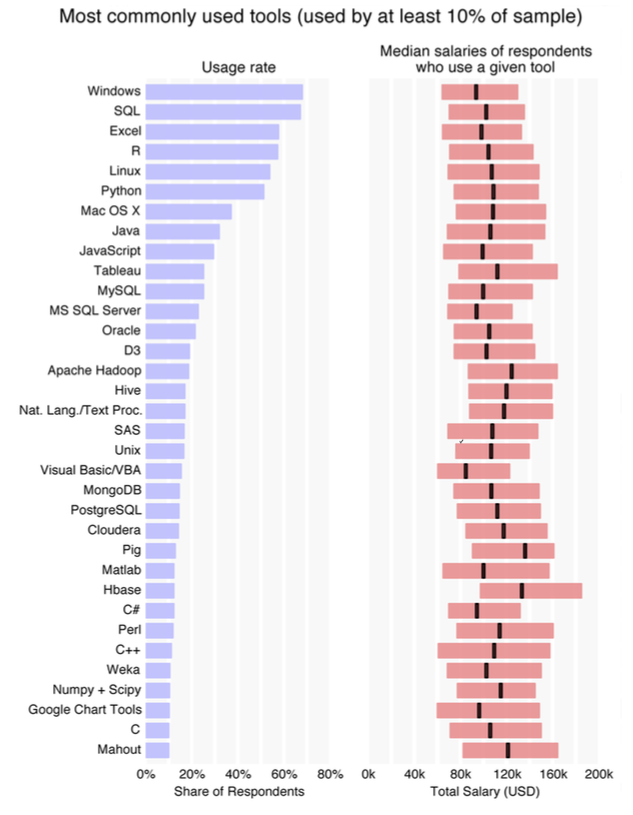 Most commonly used tools (used by at least 10% of sample)
Usage rate
Median salaries of respondents
who use a given tool
Windows
SQL
Excel
R
Linux
Python
Mac OS X
Java
JavaScript
Tableau
MySQL
MS SQL Server
Oracle
D3
Apache Hadoop
Hive
Nat. Lang./Text Proc.
SAS
Unix
Visual Basic/VBA
MongoDB
PostgreSQL
Cloudera
Pig
Matlab
Hbase
C#
Perl
C++
Weka
Numpy + Scipy
Google Chart Tools
C
Mahout
0% 20% 40% 60% 80%
Share of Respondents
0k 40k 80k 120k 160k 200k
Total Salary (USD)